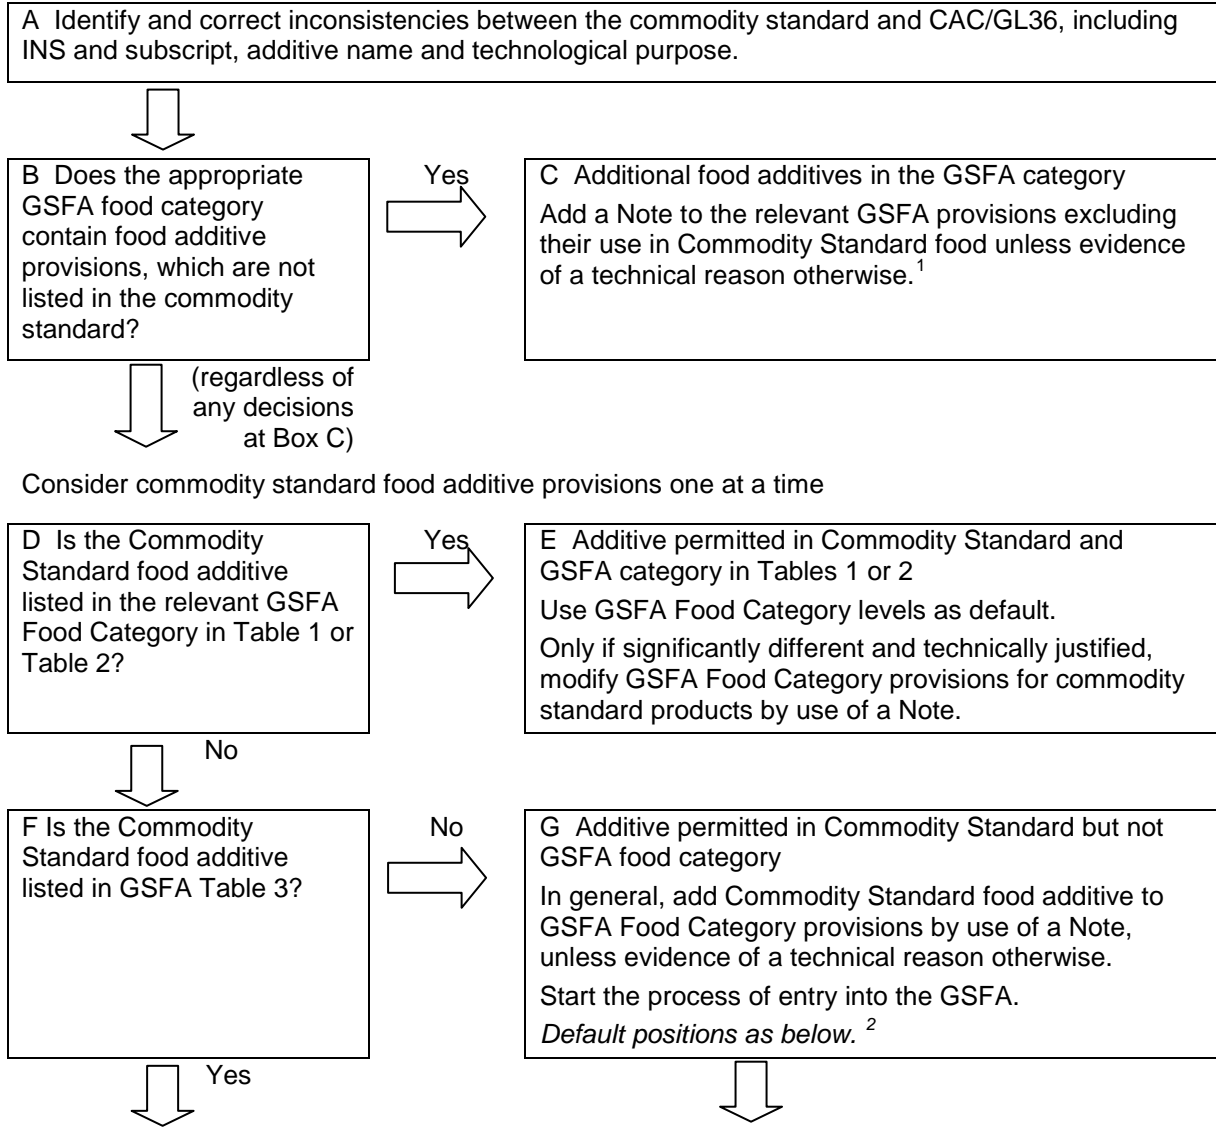 A  Identify and correct inconsistencies between the commodity standard and CAC/GL36, including
INS and subscript, additive name and technological purpose.
B  Does the appropriate
GSFA food category
contain food additive
provisions, which are not
listed in the commodity
standard?
Yes
C  Additional food additives in the GSFA category
Add a Note to the relevant GSFA provisions excluding
their use in Commodity Standard food unless evidence
of a technical reason otherwise. 1
(regardless of
any decisions
at Box C)
Consider commodity standard food additive provisions one at a time
D  Is the Commodity
Standard food additive
listed in the relevant GSFA
Food Category in Table 1 or
Table 2?
Yes
E  Additive permitted in Commodity Standard and
GSFA category in Tables 1 or 2
Use GSFA Food Category levels as default.
Only if significantly different and technically justified,
modify GSFA Food Category provisions for commodity
standard products by use of a Note.
No
F Is the Commodity
Standard food additive
listed in GSFA Table 3?
No
G  Additive permitted in Commodity Standard but not
GSFA food category
In general, add Commodity Standard food additive to
GSFA Food Category provisions by use of a Note,
unless evidence of a technical reason otherwise.
Start the process of entry into the GSFA.
Default positions as below. 2
Yes